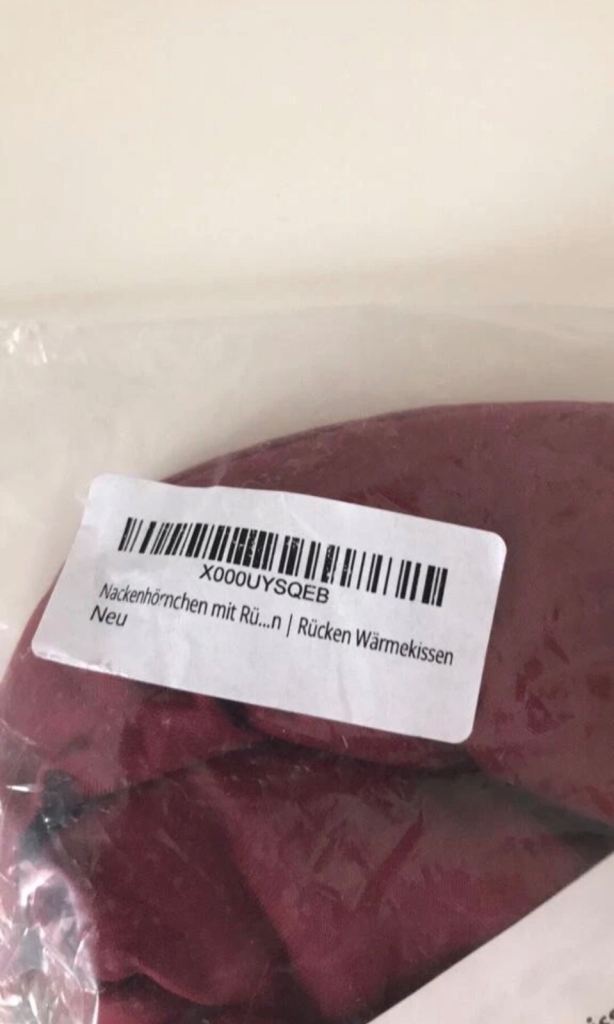 X000UYSQEB
Nackenhörnchen mit Rü...n | Rücken Wärmekissen
Neu